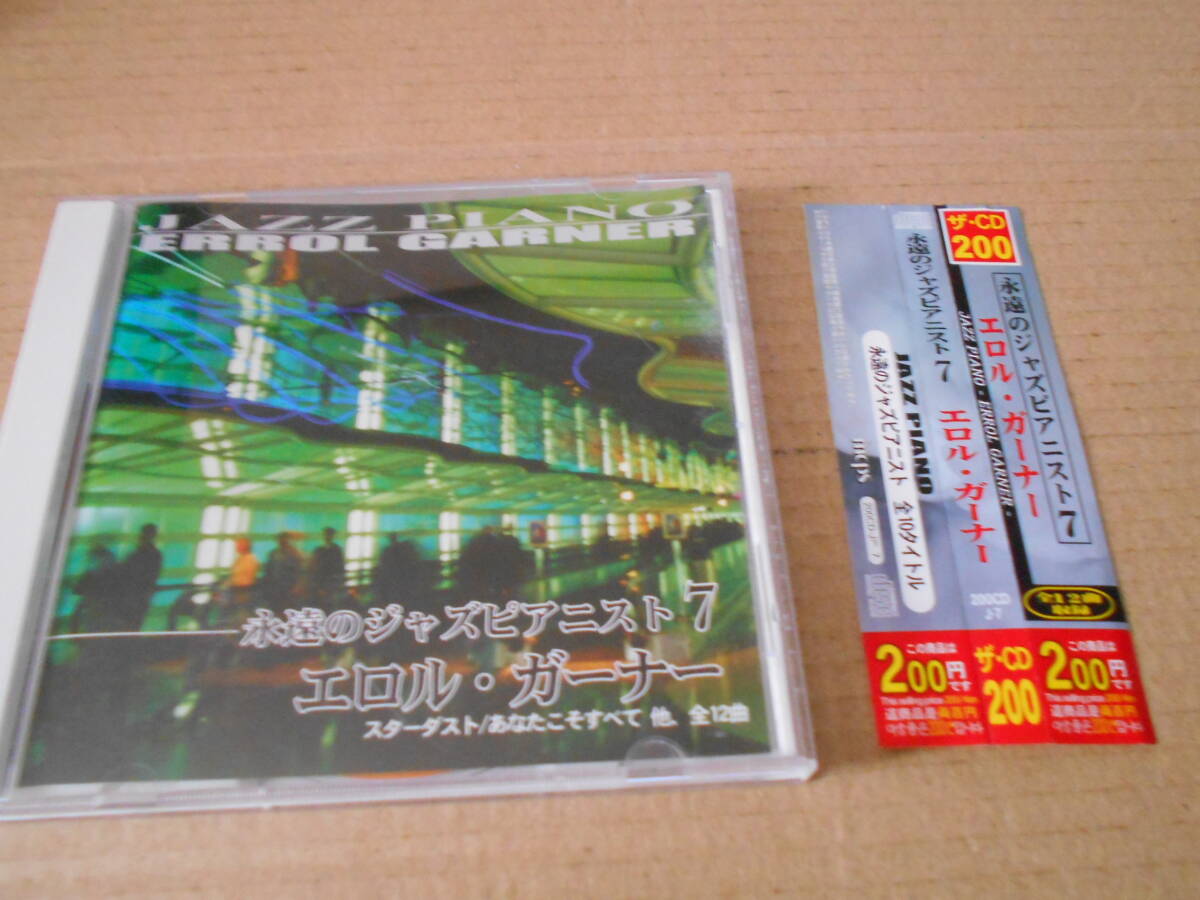 JAZZ PIANO
ERROL GARNER
永遠のジャズピアニスト 7
エロル・ガーナー
スターダスト/あなたこそすべて 他、全12曲
永遠のジャズピアニスト 7 エロル・ガーナー
JAZZ PIANO
永遠のジャズピアニスト 全10タイトル
mcps
200CD
J-7
ザ・CD
200
永遠のジャズピアニスト 7
エロル・ガーナー
JAZZ PIANO・ERROL GARNER・
全12曲
収録
この商品は
200円
です
ザ・CD
200
この商品は
200円
です